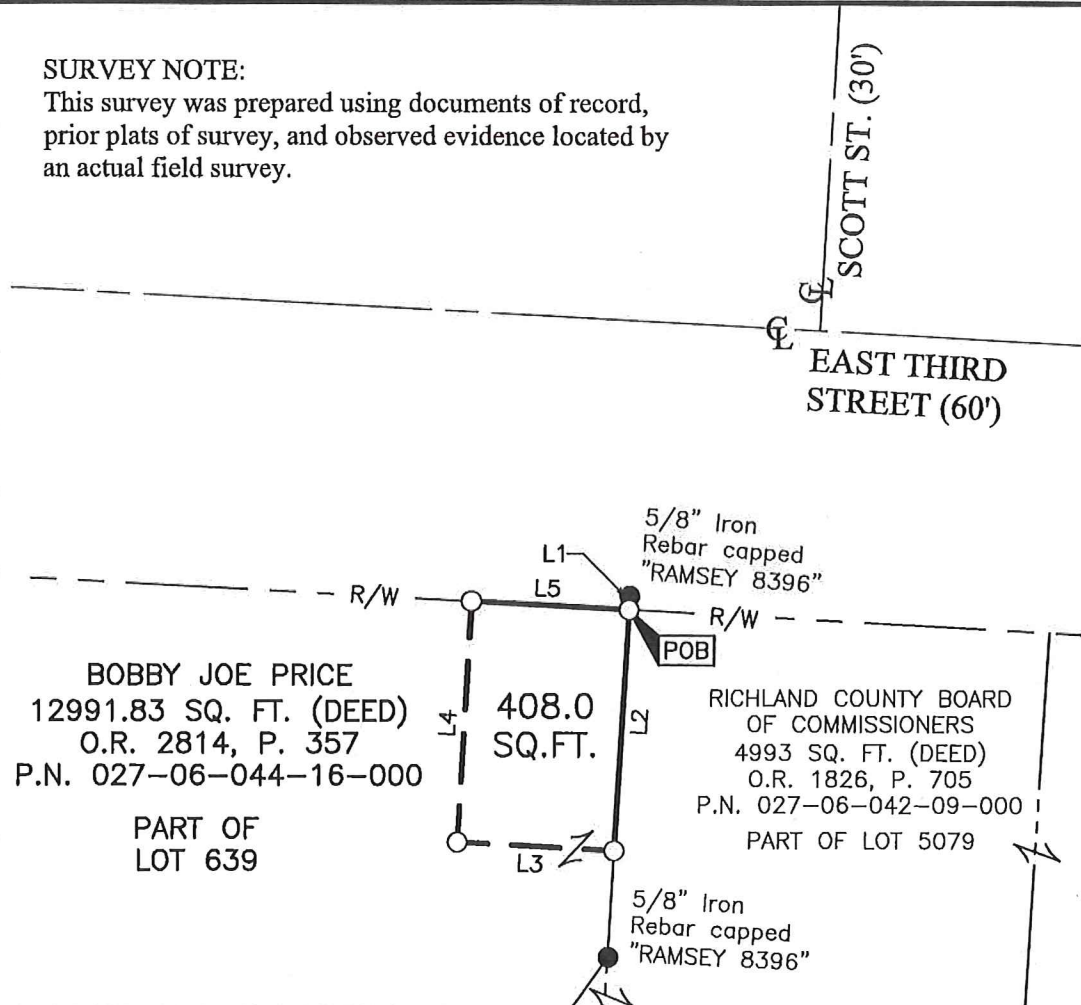 SURVEY NOTE:
This survey was prepared using documents of record,
prior plats of survey, and observed evidence located by
an actual field survey.
SCOTT ST. (30')
℄
℄
EAST THIRD
STREET (60')
5/8" Iron
Rebar capped
"RAMSEY 8396"
L1
L5
R/W
R/W
POB
BOBBY JOE PRICE
12991.83 SQ. FT. (DEED)
O.R. 2814, P. 357
P.N. 027-06-044-16-000
PART OF
LOT 639
L4
408.0
SQ.FT.
L2
RICHLAND COUNTY BOARD
OF COMMISSIONERS
4993 SQ. FT. (DEED)
O.R. 1826, P. 705
P.N. 027-06-042-09-000
PART OF LOT 5079
L3
Z
Z
5/8" Iron
Rebar capped
"RAMSEY 8396"
Z